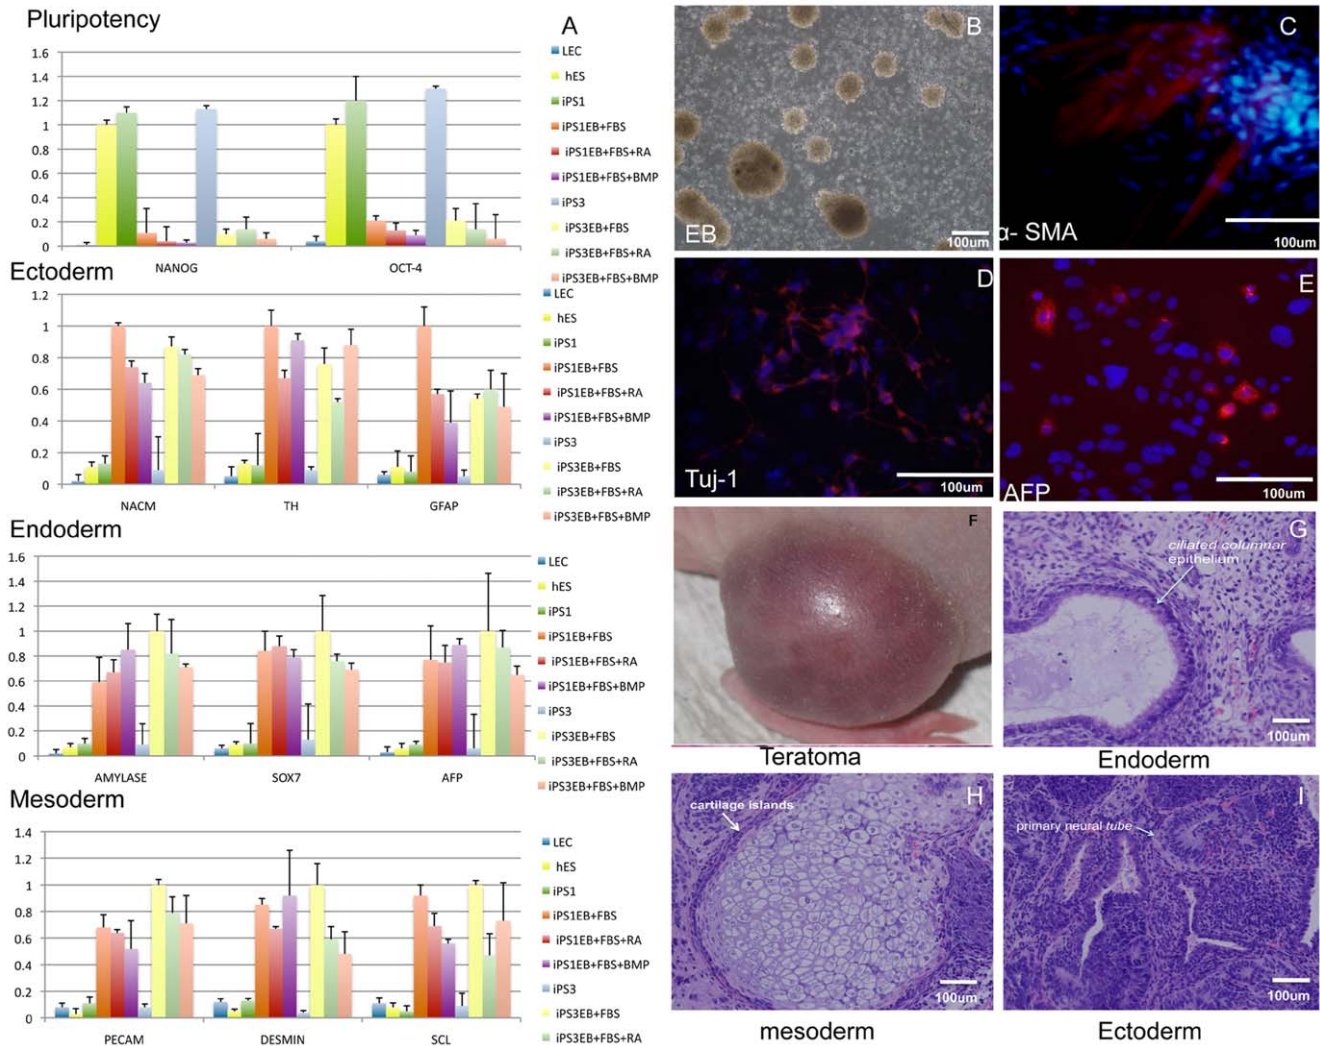 Pluripotency
A
1.6
1.4
1.2
1
0.8
0.6
0.4
0.2
0
NANOG
OCT-4
LEC
hES
iPS1
iPS1EB+FBS
iPS1EB+FBS+RA
iPS1EB+FBS+BMP
iPS3
iPS3EB+FBS
iPS3EB+FBS+RA
iPS3EB+FBS+BMP
Ectoderm
1.2
1
0.8
0.6
0.4
0.2
0
NACM
TH
GFAP
LEC
hES
iPS1
iPS1EB+FBS
iPS1EB+FBS+RA
iPS1EB+FBS+BMP
iPS3
iPS3EB+FBS
iPS3EB+FBS+RA
iPS3EB+FBS+BMP
Endoderm
1.6
1.4
1.2
1
0.8
0.6
0.4
0.2
0
AMYLASE
SOX7
AFP
LEC
hES
iPS1
iPS1EB+FBS
iPS1EB+FBS+RA
iPS1EB+FBS+BMP
iPS3
iPS3EB+FBS
iPS3EB+FBS+RA
iPS3EB+FBS+BMP
Mesoderm
1.4
1.2
1
0.8
0.6
0.4
0.2
0
PECAM
DESMIN
SCL
LEC
hES
iPS1
iPS1EB+FBS
iPS1EB+FBS+RA
iPS1EB+FBS+BMP
iPS3
iPS3EB+FBS
iPS3EB+FBS+RA
B
EB
100um
C
α- SMA
100um
D
Tuj-1
100um
E
AFP
100um
F
Teratoma
G
ciliated columnar
epithelium
100um
Endoderm
H
cartilage islands
100um
mesoderm
I
primary neural tube
100um
Ectoderm